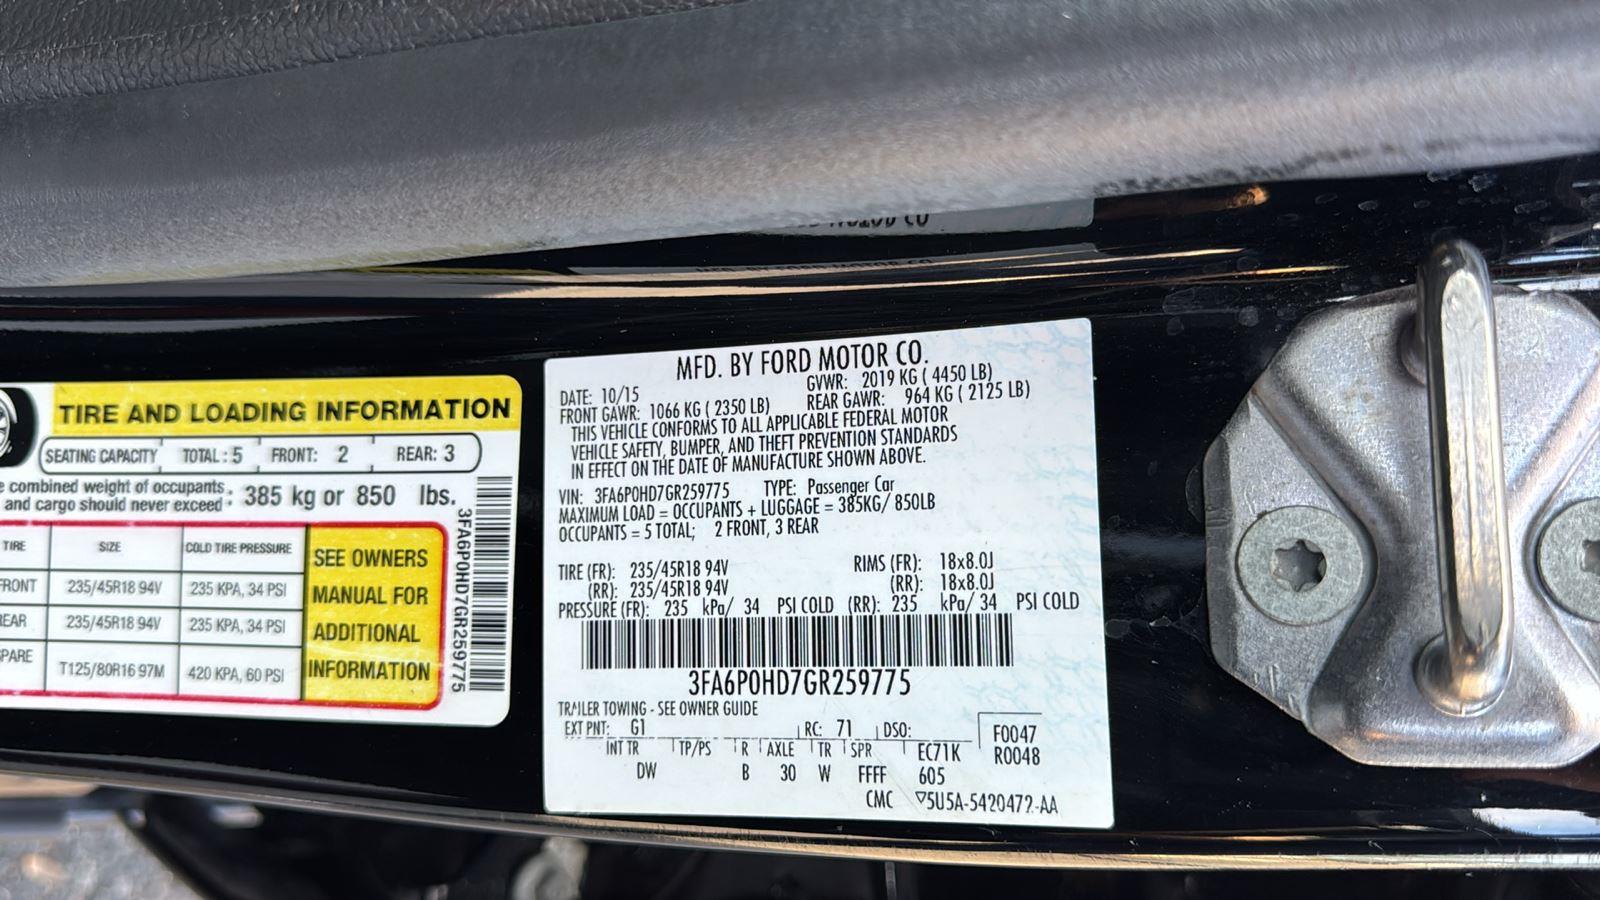 TIRE AND LOADING INFORMATION
SEATING CAPACITY TOTAL: 5 FRONT: 2 REAR: 3
combined weight of occupants
and cargo should never exceed : 385 kg or 850 lbs.
TIRE SIZE COLD TIRE PRESSURE
FRONT 235/45R18 94V 235 KPA, 34 PSI
REAR 235/45R18 94V 235 KPA, 34 PSI
SPARE T125/80R16 97M 420 KPA, 60 PSI
SEE OWNERS
MANUAL FOR
ADDITIONAL
INFORMATION
3FA6P0HD7GR259775
MFD. BY FORD MOTOR CO.
DATE: 10/15 GVWR: 2019 KG ( 4450 LB)
FRONT GAWR: 1066 KG ( 2350 LB) REAR GAWR: 964 KG ( 2125 LB)
THIS VEHICLE CONFORMS TO ALL APPLICABLE FEDERAL MOTOR
VEHICLE SAFETY, BUMPER, AND THEFT PREVENTION STANDARDS
IN EFFECT ON THE DATE OF MANUFACTURE SHOWN ABOVE.
VIN: 3FA6P0HD7GR259775 TYPE: Passenger Car
MAXIMUM LOAD = OCCUPANTS + LUGGAGE = 385KG/ 850LB
OCCUPANTS = 5 TOTAL; 2 FRONT, 3 REAR
TIRE (FR): 235/45R18 94V RIMS (FR): 18x8.0J
(RR): 235/45R18 94V (RR): 18x8.0J
PRESSURE (FR): 235 kPa/ 34 PSI COLD (RR): 235 kPa/ 34 PSI COLD
3FA6P0HD7GR259775
TRAILER TOWING - SEE OWNER GUIDE
EXT PNT: G1 RC: 71 DSO: F0047
INT TR TP/PS R AXLE TR SPR EC71K R0048
DW B 30 W FFFF 605
CMC ▽5U5A-5420472-AA